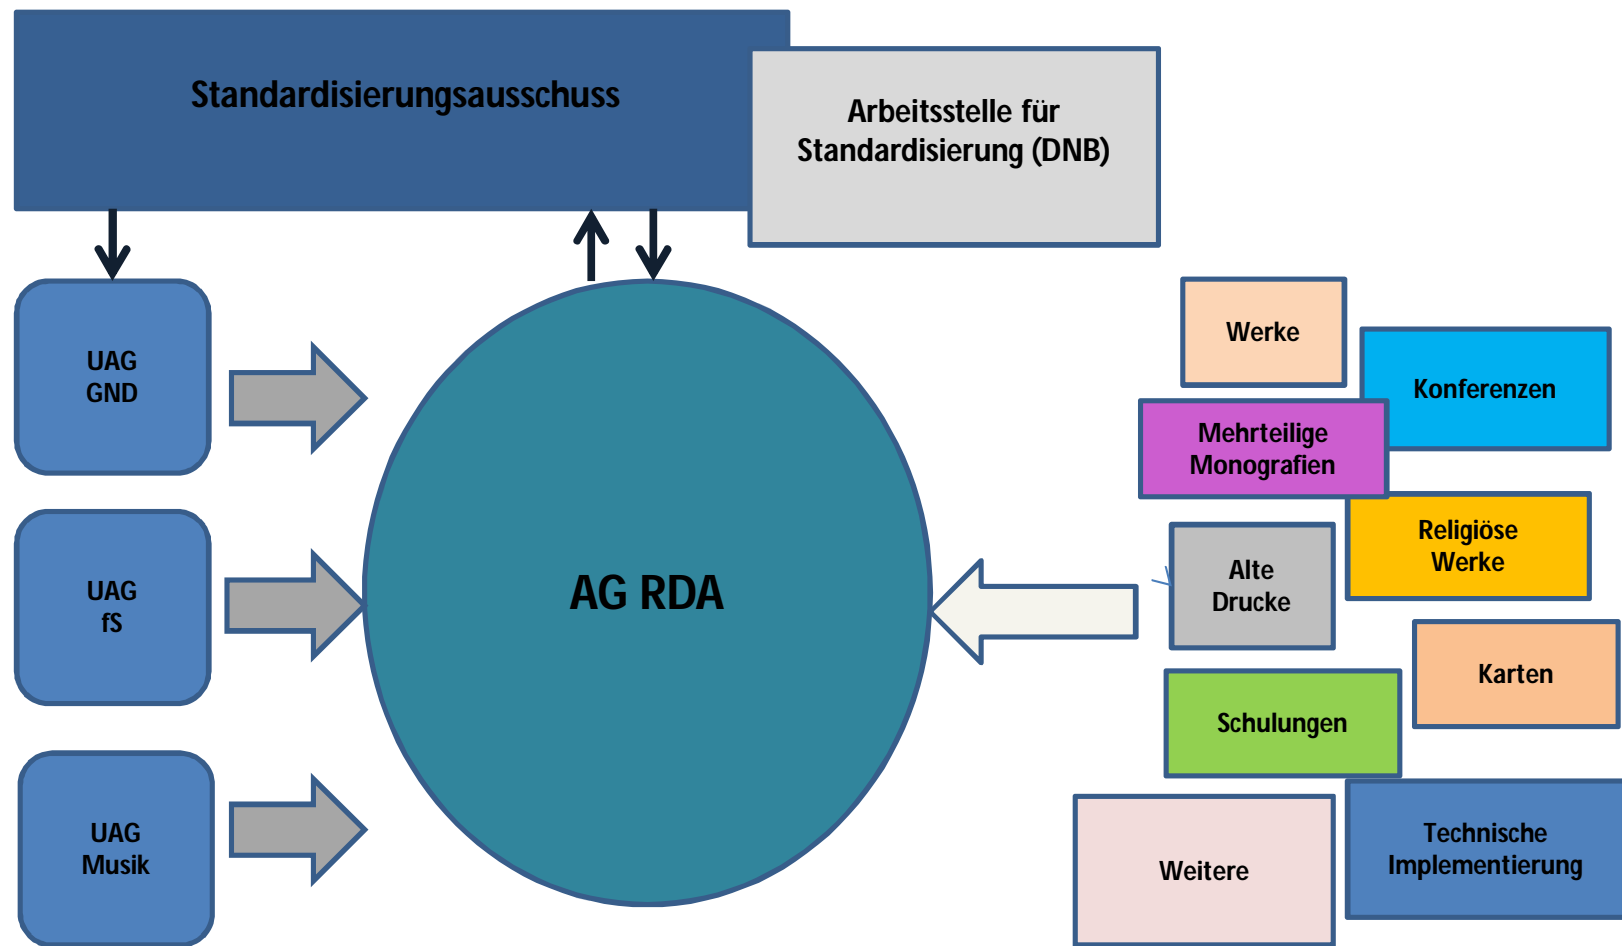 Standardisierungsausschuss
Arbeitsstelle für
Standardisierung (DNB)
UAG
GND
UAG
fS
UAG
Musik
AG RDA
Werke
Konferenzen
Mehrteilige
Monografien
Religiöse
Werke
Alte
Drucke
Karten
Schulungen
Technische
Implementierung
Weitere